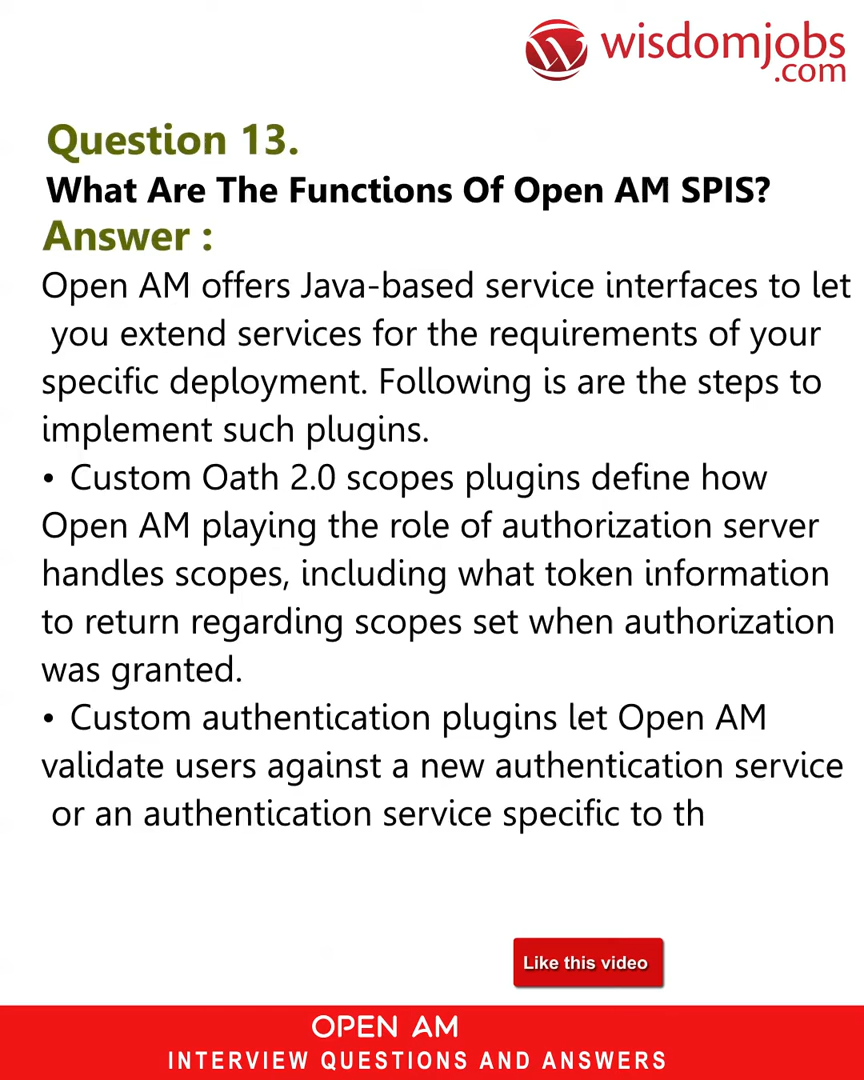 wisdomjobs
.com
Question 13.
What Are The Functions Of Open AM SPIS?
Answer :
Open AM offers Java-based service interfaces to let
you extend services for the requirements of your
specific deployment. Following is are the steps to
implement such plugins.
• Custom Oath 2.0 scopes plugins define how
Open AM playing the role of authorization server
handles scopes, including what token information
to return regarding scopes set when authorization
was granted.
• Custom authentication plugins let Open AM
validate users against a new authentication service
or an authentication service specific to th
Like this video
OPEN AM
INTERVIEW QUESTIONS AND ANSWERS